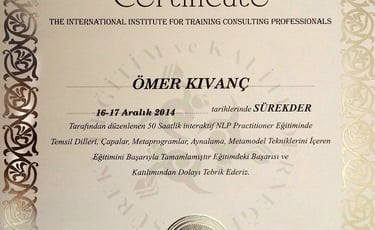 Certificate
THE INTERNATIONAL INSTITUTE FOR TRAINING CONSULTING PROFESSIONALS
ÖMER KIVANÇ
16-17 Aralık 2014 tarihlerinde SÜREKDER
Tarafından düzenlenen 50 Saatlik interaktif NLP Practitioner Eğitiminde
Temsil Dilleri, Çapalar, Metaprogramlar, Aynalama, Metamodel Tekniklerini İçeren
Eğitimini Başarıyla Tamamlamıştır Eğitimdeki Başarısı ve
Katılımından Dolayı Tebrik Ederiz.